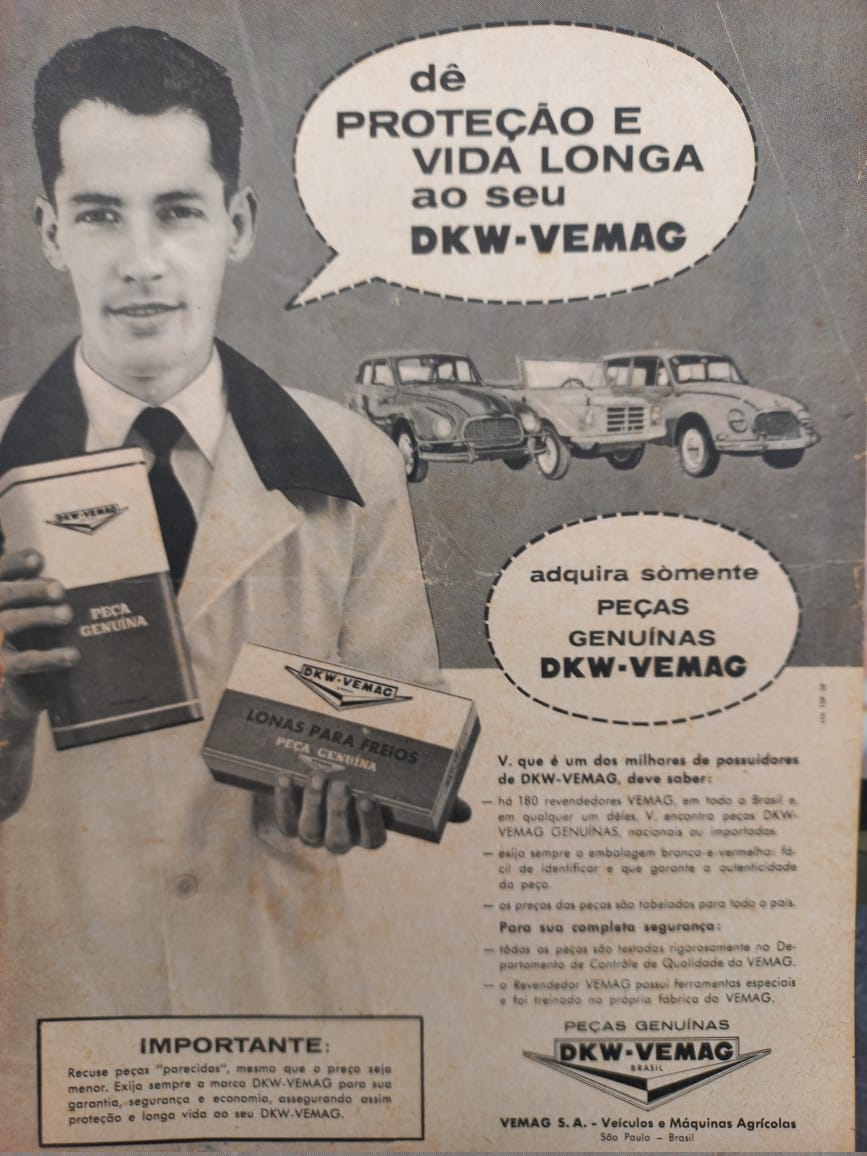 dê
PROTEÇÃO E
VIDA LONGA
ao seu
DKW-VEMAG
DKW-VEMAG
PEÇA
GENUÍNA
DKW-VEMAG
LONAS PARA FREIOS
PEÇA GENUÍNA
adquira sòmente
PEÇAS
GENUÍNAS
DKW-VEMAG
V. que é um dos milhares de possuidores
de DKW-VEMAG, deve saber:
— há 180 revendedores VEMAG, em todo o Brasil e,
em qualquer um dêles, V. encontra peças DKW-
VEMAG GENUÍNAS, nacionais ou importadas.
— exija sempre a embalagem branca e vermelha: fá-
cil de identificar e que garante a autenticidade
da peça.
— os preços das peças são tabelados para todo o país.
Para sua completa segurança:
— tôdas as peças são testadas rigorosamente no De-
partamento de Contrôle de Qualidade da VEMAG.
— o Revendedor VEMAG possui ferramentas especiais
e foi treinado na própria fábrica da VEMAG.
IMPORTANTE:
Recuse peças "parecidas", mesmo que o preço seja
menor. Exija sempre a marca DKW-VEMAG para sua
garantia, segurança e economia, assegurando assim
proteção e longa vida ao seu DKW-VEMAG.
PEÇAS GENUÍNAS
DKW-VEMAG
BRASIL
VEMAG S. A. - Veículos e Máquinas Agrícolas
São Paulo - Brasil